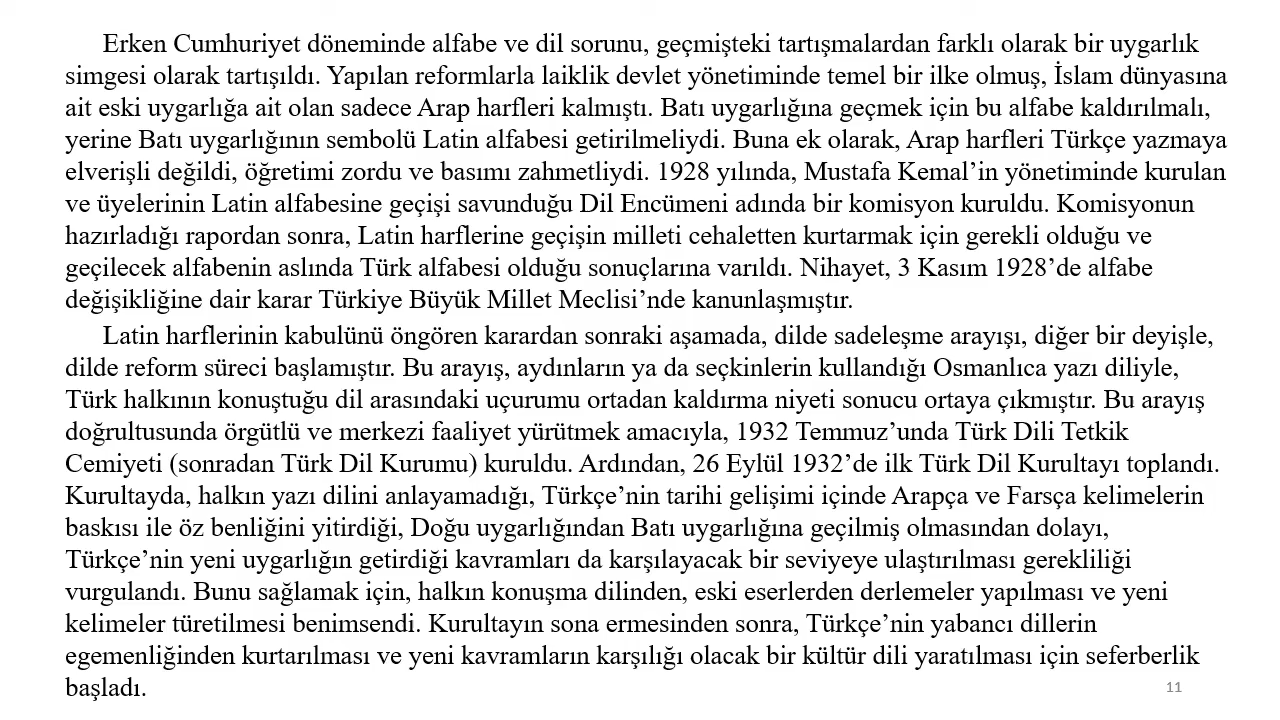 Erken Cumhuriyet döneminde alfabe ve dil sorunu, geçmişteki tartışmalardan farklı olarak bir uygarlık
simgesi olarak tartışıldı. Yapılan reformlarla laiklik devlet yönetiminde temel bir ilke olmuş, İslam dünyasına
ait eski uygarlığa ait olan sadece Arap harfleri kalmıştı. Batı uygarlığına geçmek için bu alfabe kaldırılmalı,
yerine Batı uygarlığının sembolü Latin alfabesi getirilmeliydi. Buna ek olarak, Arap harfleri Türkçe yazmaya
elverişli değildi, öğretimi zordu ve basımı zahmetliydi. 1928 yılında, Mustafa Kemal’in yönetiminde kurulan
ve üyelerinin Latin alfabesine geçişi savunduğu Dil Encümeni adında bir komisyon kuruldu. Komisyonun
hazırladığı rapordan sonra, Latin harflerine geçişin milleti cehaletten kurtarmak için gerekli olduğu ve
geçilecek alfabenin aslında Türk alfabesi olduğu sonuçlarına varıldı. Nihayet, 3 Kasım 1928’de alfabe
değişikliğine dair karar Türkiye Büyük Millet Meclisi’nde kanunlaşmıştır.
Latin harflerinin kabulünü öngören karardan sonraki aşamada, dilde sadeleşme arayışı, diğer bir deyişle,
dilde reform süreci başlamıştır. Bu arayış, aydınların ya da seçkinlerin kullandığı Osmanlıca yazı diliyle,
Türk halkının konuştuğu dil arasındaki uçurumu ortadan kaldırma niyeti sonucu ortaya çıkmıştır. Bu arayış
doğrultusunda örgütlü ve merkezi faaliyet yürütmek amacıyla, 1932 Temmuz’unda Türk Dili Tetkik
Cemiyeti (sonradan Türk Dil Kurumu) kuruldu. Ardından, 26 Eylül 1932’de ilk Türk Dil Kurultayı toplandı.
Kurultayda, halkın yazı dilini anlayamadığı, Türkçe’nin tarihi gelişimi içinde Arapça ve Farsça kelimelerin
baskısı ile öz benliğini yitirdiği, Doğu uygarlığından Batı uygarlığına geçilmiş olmasından dolayı,
Türkçe’nin yeni uygarlığın getirdiği kavramları da karşılayacak bir seviyeye ulaştırılması gerekliliği
vurgulandı. Bunu sağlamak için, halkın konuşma dilinden, eski eserlerden derlemeler yapılması ve yeni
kelimeler türetilmesi benimsendi. Kurultayın sona ermesinden sonra, Türkçe’nin yabancı dillerin
egemenliğinden kurtarılması ve yeni kavramların karşılığı olacak bir kültür dili yaratılması için seferberlik
başladı.
11